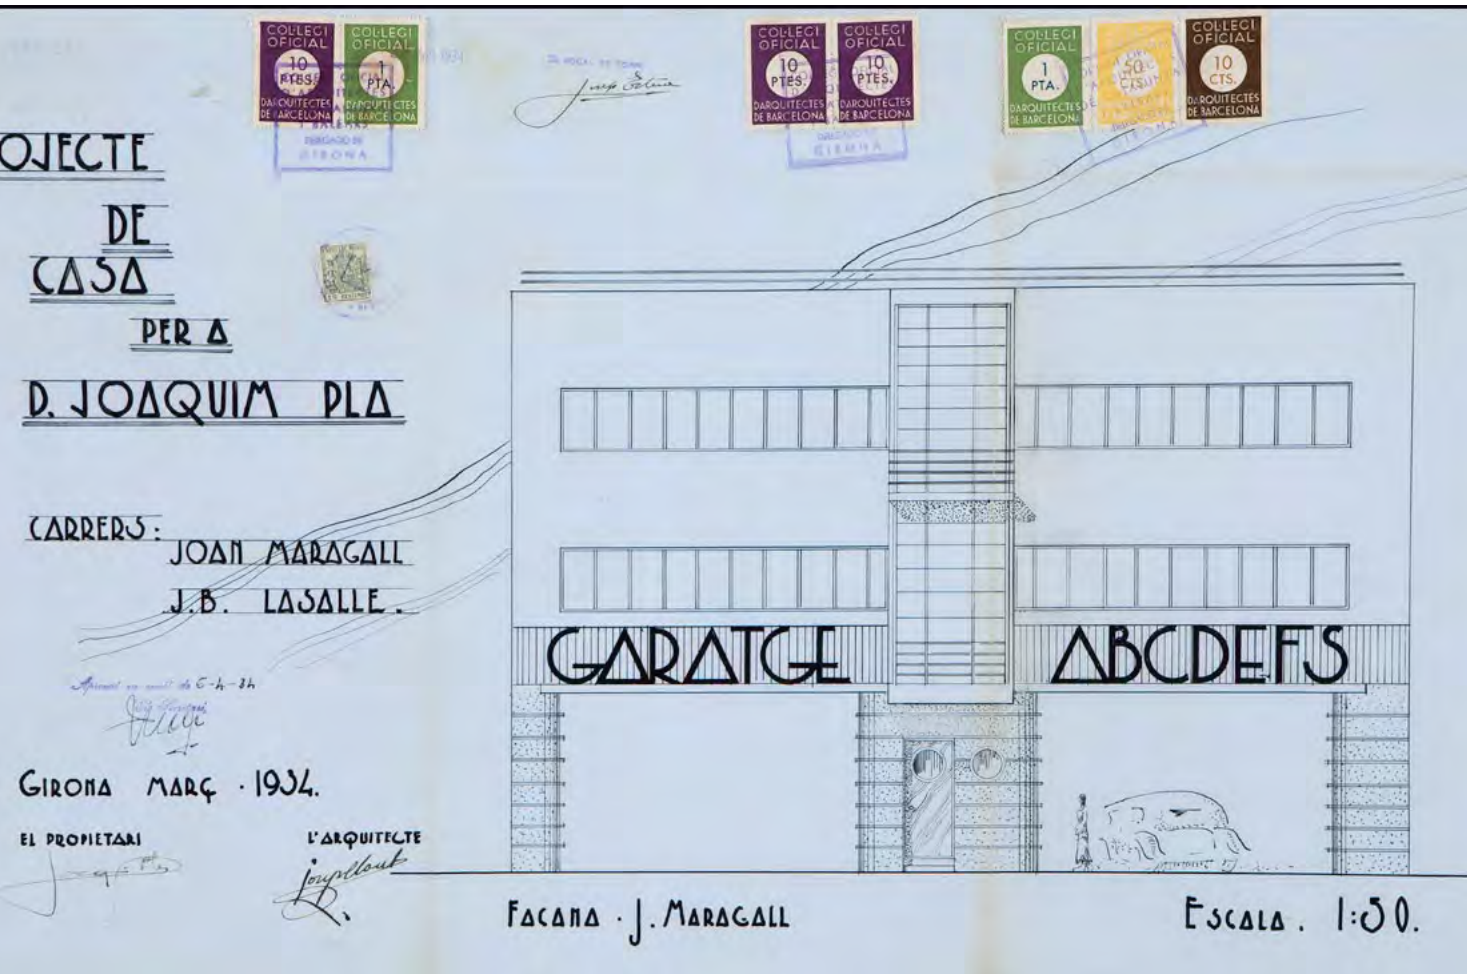 COL·LEGI
OFICIAL
10
PTES.
D'ARQUITECTES
DE BARCELONA
COL·LEGI
OFICIAL
1
PTA.
D'ARQUITECTES
DE BARCELONA
GIRONA
COL·LEGI
OFICIAL
10
PTES.
D'ARQUITECTES
DE BARCELONA
COL·LEGI
OFICIAL
10
PTES.
D'ARQUITECTES
DE BARCELONA
GIRONA
COL·LEGI
OFICIAL
1
PTA.
D'ARQUITECTES
DE BARCELONA
50
CTS.
COL·LEGI
OFICIAL
10
CTS.
D'ARQUITECTES
DE BARCELONA
GIRONA
OJECTE
DE
CASA
PER A
D. JOAQUIM PLA
CARRERS:
JOAN MARAGALL
J.B. LASALLE.
GARATGE ABCDEFS
GIRONA MARÇ · 1934.
EL PROPIETARI L'ARQUITECTE
FACANA · J. MARAGALL ESCALA. 1:50.